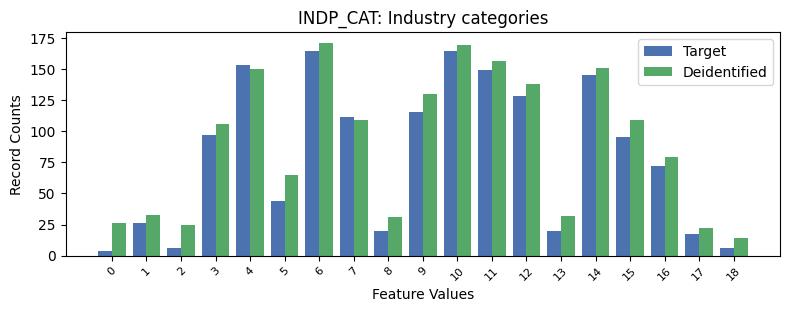 INDP_CAT: Industry categories
175
150
125
100
75
50
25
0
Record Counts
Target
Deidentified
0 1 2 3 4 5 6 7 8 9 10 11 12 13 14 15 16 17 18
Feature Values